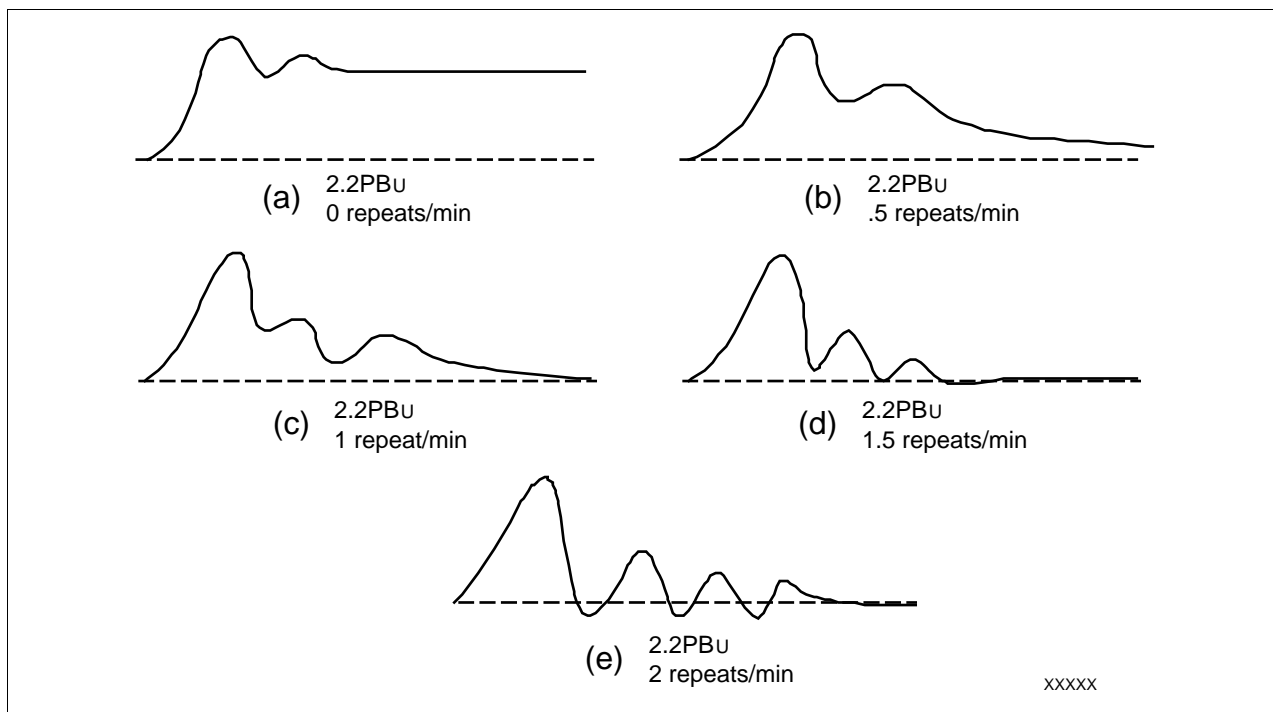 (a) 2.2PBU
0 repeats/min
(b) 2.2PBU
.5 repeats/min
(c) 2.2PBU
1 repeat/min
(d) 2.2PBU
1.5 repeats/min
(e) 2.2PBU
2 repeats/min
XXXXX